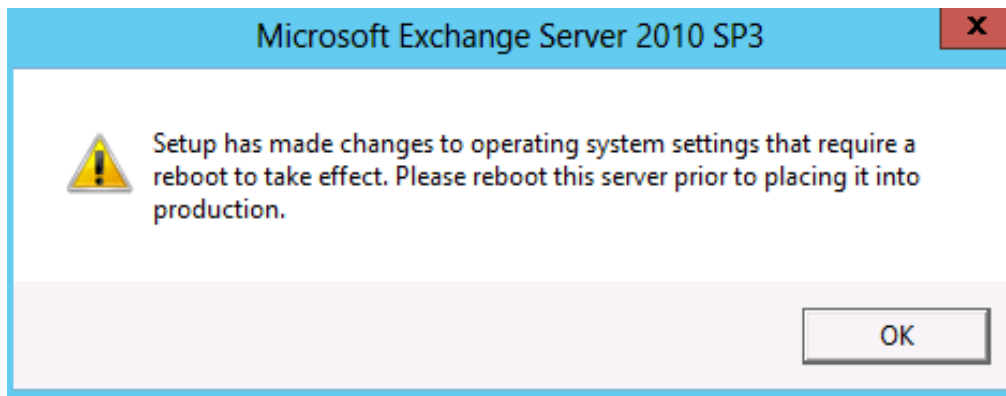 Microsoft Exchange Server 2010 SP3
x
Setup has made changes to operating system settings that require a
reboot to take effect. Please reboot this server prior to placing it into
production.
OK